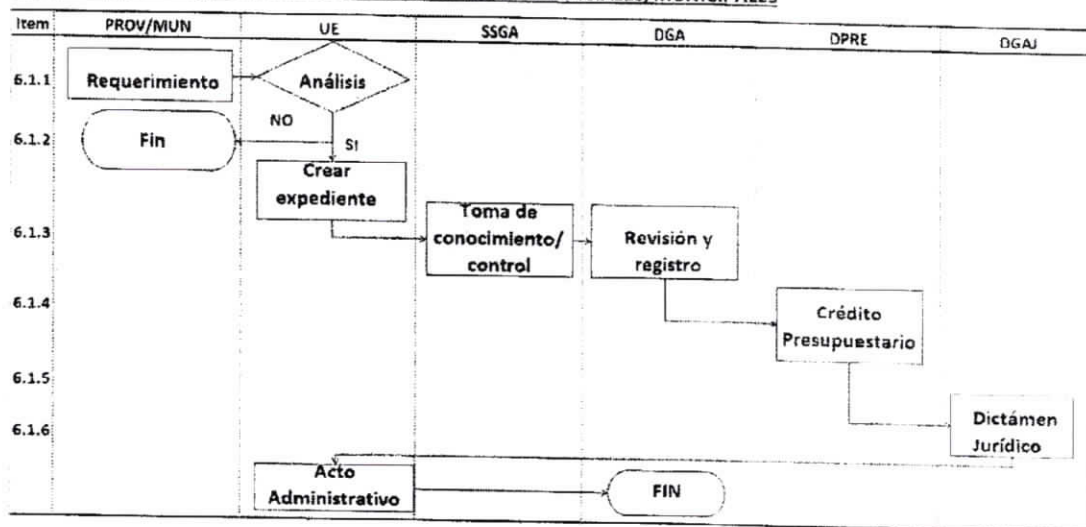 Item PROV/MUN UE SSGA DGA DPRE DGAJ
6.1.1 Requerimiento Análisis
NO
6.1.2 Fin
SI
Crear
expediente
6.1.3
Toma de
conocimiento/
control
Revisión y
registro
6.1.4
Crédito
Presupuestario
6.1.5
6.1.6
Dictámen
Jurídico
Acto
Administrativo
FIN